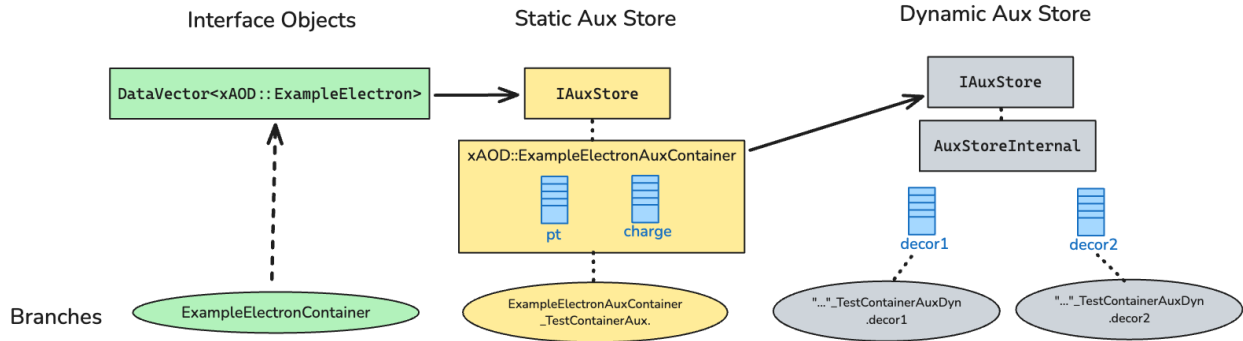 Interface Objects
Static Aux Store
Dynamic Aux Store
DataVector<xAOD::ExampleElectron>
IAuxStore
IAuxStore
AuxStoreInternal
xAOD::ExampleElectronAuxContainer
pt
charge
decor1
decor2
Branches
ExampleElectronContainer
ExampleElectronAuxContainer
_TestContainerAux.
"..."_TestContainerAuxDyn
.decor1
"..."_TestContainerAuxDyn
.decor2